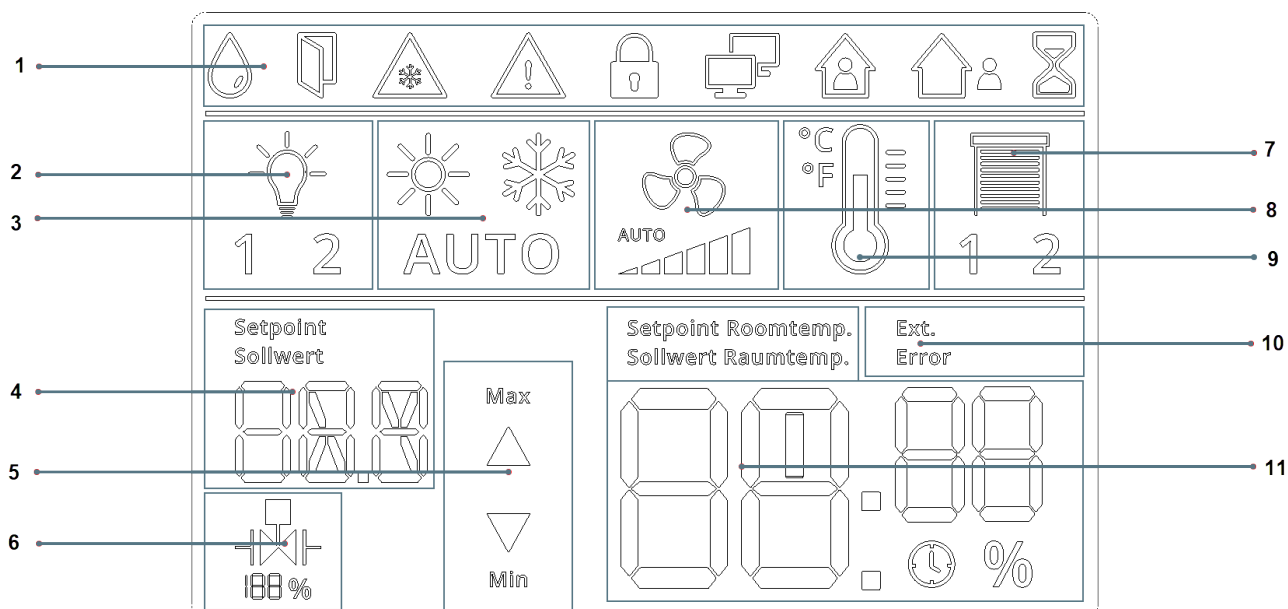 1
°C
°F
2
7
3
8
AUTO
1 2
AUTO
1 2
9
Setpoint
Sollwert
Setpoint Roomtemp.
Sollwert Raumtemp.
Ext.
Error
10
4
Max
5
11
6
Min
188 %
%